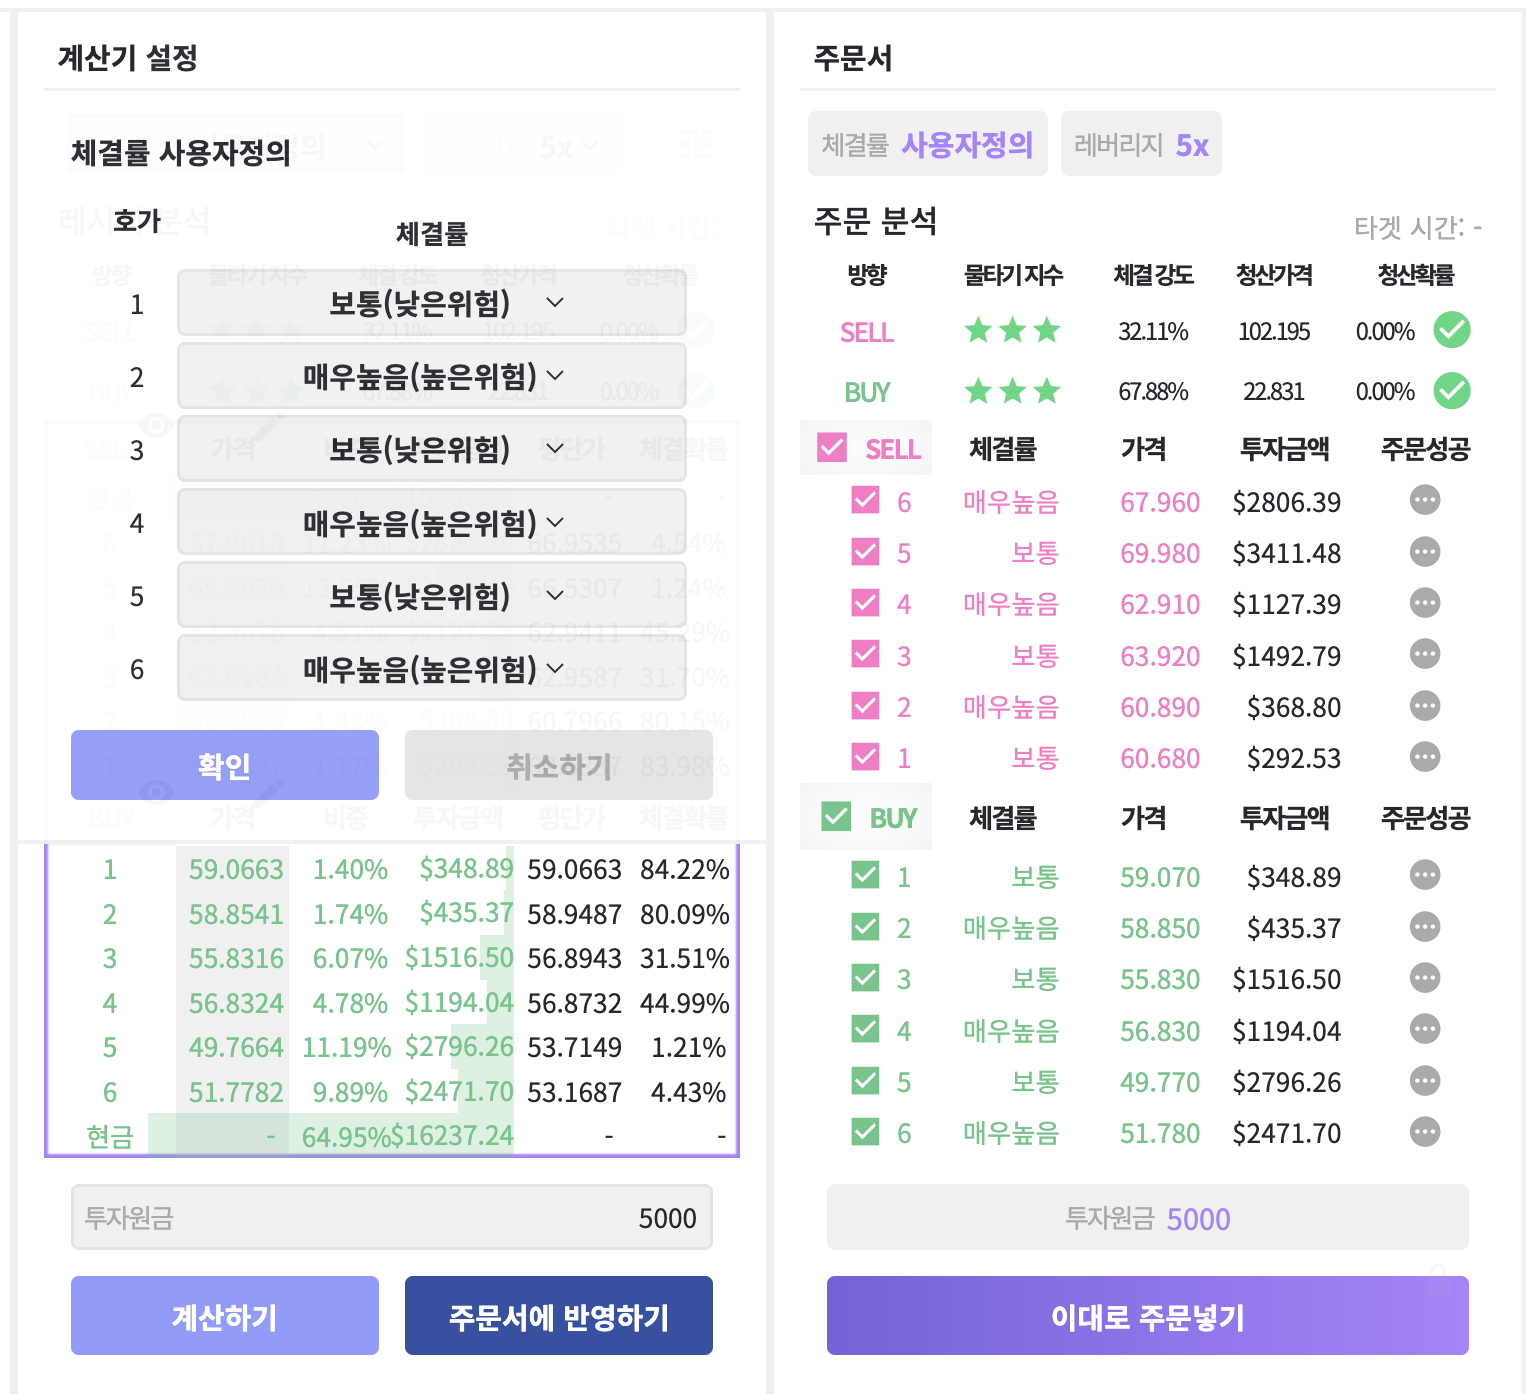 계산기 설정
체결률 사용자정의
호가 체결률
1 보통(낮은위험)
2 매우높음(높은위험)
3 보통(낮은위험)
4 매우높음(높은위험)
5 보통(낮은위험)
6 매우높음(높은위험)
확인 취소하기
BUY 가격 비중 투자금액 평단가 체결확률
1 59.0663 1.40% $348.89 59.0663 84.22%
2 58.8541 1.74% $435.37 58.9487 80.09%
3 55.8316 6.07% $1516.50 56.8943 31.51%
4 56.8324 4.78% $1194.04 56.8732 44.99%
5 49.7664 11.19% $2796.26 53.7149 1.21%
6 51.7782 9.89% $2471.70 53.1687 4.43%
현금 - 64.95% $16237.24 - -
투자원금 5000
계산하기 주문서에 반영하기
주문서
체결률 사용자정의 레버리지 5x
주문 분석 타겟 시간: -
방향 물타기 지수 체결 강도 청산가격 청산확률
SELL ★★★ 32.11% 102.195 0.00%
BUY ★★★ 67.88% 22.831 0.00%
SELL 체결률 가격 투자금액 주문성공
6 매우높음 67.960 $2806.39
5 보통 69.980 $3411.48
4 매우높음 62.910 $1127.39
3 보통 63.920 $1492.79
2 매우높음 60.890 $368.80
1 보통 60.680 $292.53
BUY 체결률 가격 투자금액 주문성공
1 보통 59.070 $348.89
2 매우높음 58.850 $435.37
3 보통 55.830 $1516.50
4 매우높음 56.830 $1194.04
5 보통 49.770 $2796.26
6 매우높음 51.780 $2471.70
투자원금 5000
이대로 주문넣기